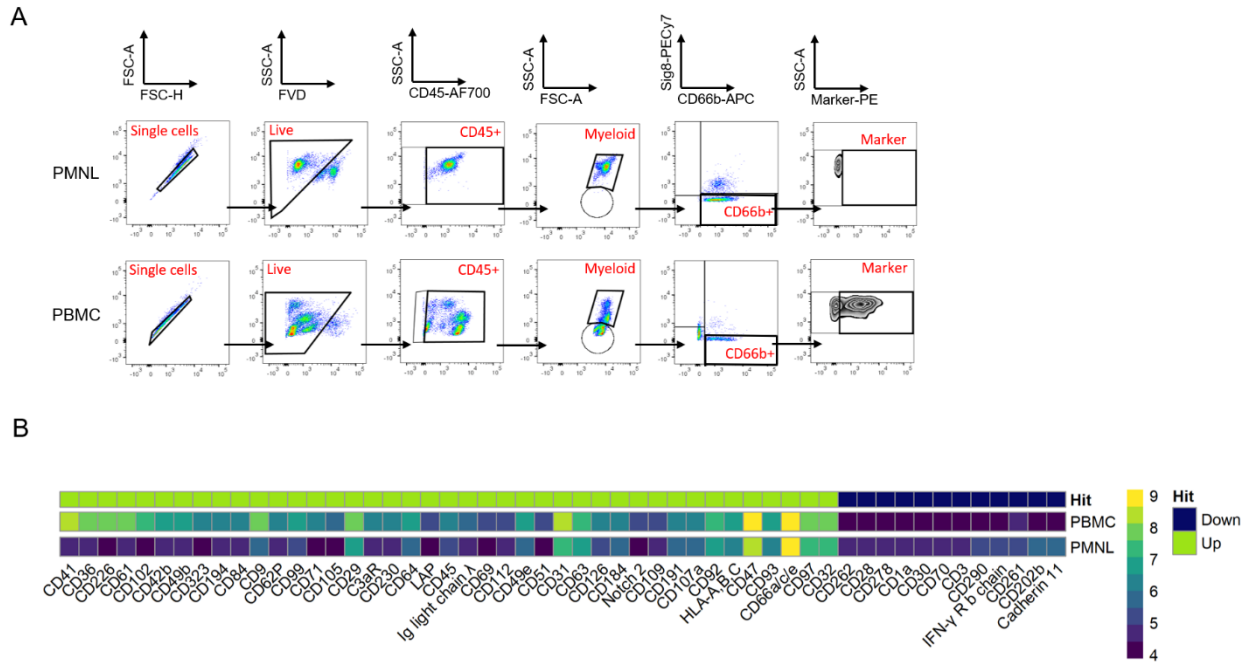 A
FSC-A
FSC-H
SSC-A
FVD
SSC-A
CD45-AF700
SSC-A
FSC-A
Sig8-PECy7
CD66b-APC
SSC-A
Marker-PE
PMNL
Single cells
Live
CD45+
Myeloid
CD66b+
Marker
PBMC
Single cells
Live
CD45+
Myeloid
CD66b+
Marker
B
Hit
PBMC
PMNL
CD41
CD36
CD226
CD61
CD102
CD42b
CD49b
CD323
CD194
CD84
CD9
CD62P
CD99
CD71
CD105
CD29
C3aR
CD230
CD64
LAP
CD45
Ig light chain λ
CD69
CD112
CD49e
CD51
CD31
CD63
CD126
CD184
Notch 2
CD109
CD191
CD107a
CD92
HLA-A,B,C
CD47
CD93
CD66a/c/e
CD97
CD32
CD262
CD28
CD278
CD1a
CD30
CD70
CD3
CD290
IFN-γ R b chain
CD261
CD202b
Cadherin 11
9
8
7
6
5
4
Hit
Down
Up